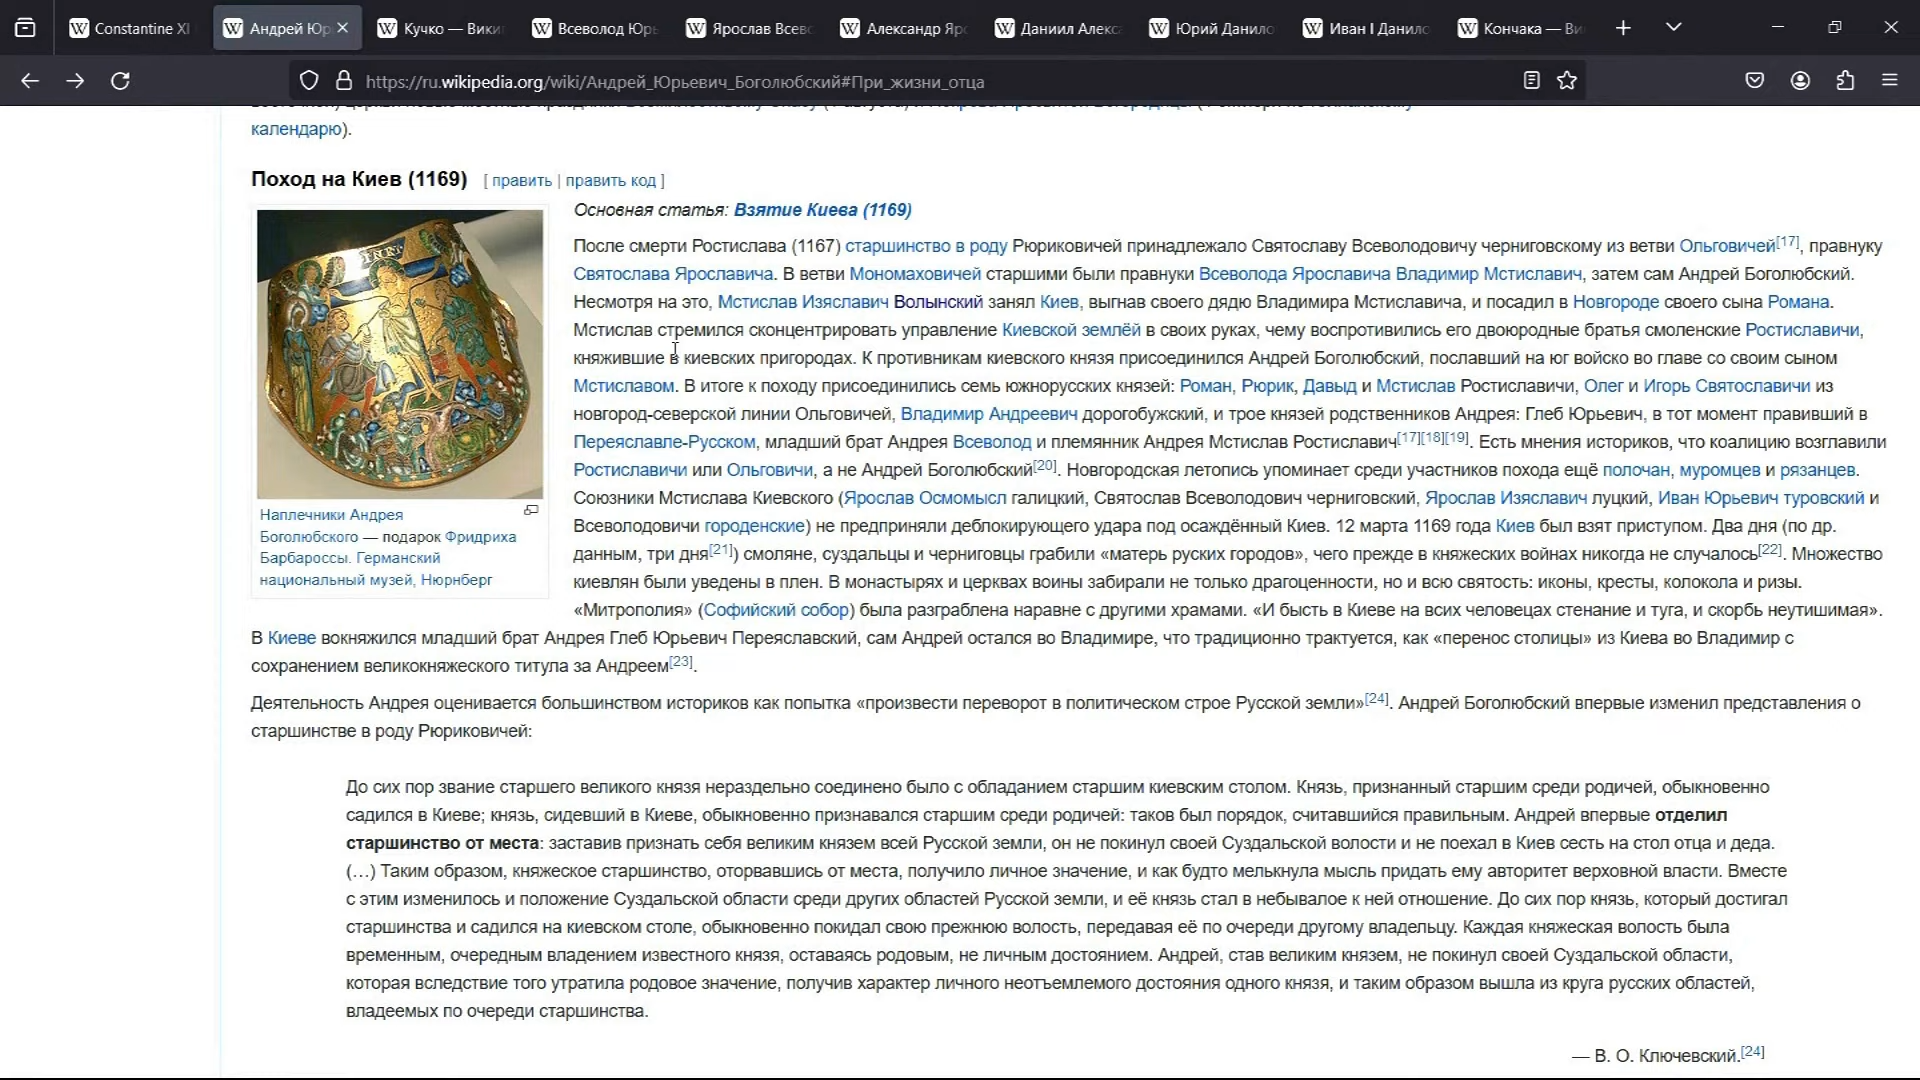 Constantine XI
Андрей Юр
Кучко — Вики
Всеволод Юрь
Ярослав Всево
Александр Яро
Даниил Алекса
Юрий Данило
Иван I Данило
Кончака — Ви
https://ru.wikipedia.org/wiki/Андрей_Юрьевич_Боголюбский#При_жизни_отца
календарю).
Поход на Киев (1169) [ править | править код ]
Основная статья: Взятие Киева (1169)
После смерти Ростислава (1167) старшинство в роду Рюриковичей принадлежало Святославу Всеволодовичу черниговскому из ветви Ольговичей[17], правнуку
Святослава Ярославича. В ветви Мономаховичей старшими были правнуки Всеволода Ярославича Владимир Мстиславич, затем сам Андрей Боголюбский.
Несмотря на это, Мстислав Изяславич Волынский занял Киев, выгнав своего дядю Владимира Мстиславича, и посадил в Новгороде своего сына Романа.
Мстислав стремился сконцентрировать управление Киевской землёй в своих руках, чему воспротивились его двоюродные братья смоленские Ростиславичи,
княжившие в киевских пригородах. К противникам киевского князя присоединился Андрей Боголюбский, пославший на юг войско во главе со своим сыном
Мстиславом. В итоге к походу присоединились семь южнорусских князей: Роман, Рюрик, Давыд и Мстислав Ростиславичи, Олег и Игорь Святославичи из
новгород-северской линии Ольговичей, Владимир Андреевич дорогобужский, и трое князей родственников Андрея: Глеб Юрьевич, в тот момент правивший в
Переяславле-Русском, младший брат Андрея Всеволод и племянник Андрея Мстислав Ростиславич[17][18][19]. Есть мнения историков, что коалицию возглавили
Ростиславичи или Ольговичи, а не Андрей Боголюбский[20]. Новгородская летопись упоминает среди участников похода ещё полочан, муромцев и рязанцев.
Союзники Мстислава Киевского (Ярослав Осмомысл галицкий, Святослав Всеволодович черниговский, Ярослав Изяславич луцкий, Иван Юрьевич туровский и
Всеволодовичи городенские) не предприняли деблокирующего удара под осаждённый Киев. 12 марта 1169 года Киев был взят приступом. Два дня (по др.
данным, три дня[21]) смоляне, суздальцы и черниговцы грабили «матерь руских городов», чего прежде в княжеских войнах никогда не случалось[22]. Множество
киевлян были уведены в плен. В монастырях и церквах воины забирали не только драгоценности, но и всю святость: иконы, кресты, колокола и ризы.
«Митрополия» (Софийский собор) была разграблена наравне с другими храмами. «И бысть в Киеве на всих человецах стенание и туга, и скорбь неутишимая».
В Киеве вокняжился младший брат Андрея Глеб Юрьевич Переяславский, сам Андрей остался во Владимире, что традиционно трактуется, как «перенос столицы» из Киева во Владимир с
сохранением великокняжеского титула за Андреем[23].
Наплечники Андрея
Боголюбского — подарок Фридриха
Барбароссы. Германский
национальный музей, Нюрнберг
Деятельность Андрея оценивается большинством историков как попытка «произвести переворот в политическом строе Русской земли»[24]. Андрей Боголюбский впервые изменил представления о
старшинстве в роду Рюриковичей:
До сих пор звание старшего великого князя нераздельно соединено было с обладанием старшим киевским столом. Князь, признанный старшим среди родичей, обыкновенно
садился в Киеве; князь, сидевший в Киеве, обыкновенно признавался старшим среди родичей: таков был порядок, считавшийся правильным. Андрей впервые отделил
старшинство от места: заставив признать себя великим князем всей Русской земли, он не покинул своей Суздальской волости и не поехал в Киев сесть на стол отца и деда.
(…) Таким образом, княжеское старшинство, оторвавшись от места, получило личное значение, и как будто мелькнула мысль придать ему авторитет верховной власти. Вместе
с этим изменилось и положение Суздальской области среди других областей Русской земли, и её князь стал в небывалое к ней отношение. До сих пор князь, который достигал
старшинства и садился на киевском столе, обыкновенно покидал свою прежнюю волость, передавая её по очереди другому владельцу. Каждая княжеская волость была
временным, очередным владением известного князя, оставаясь родовым, не личным достоянием. Андрей, став великим князем, не покинул своей Суздальской области,
которая вследствие того утратила родовое значение, получив характер личного неотъемлемого достояния одного князя, и таким образом вышла из круга русских областей,
владеемых по очереди старшинства.
— В. О. Ключевский.[24]